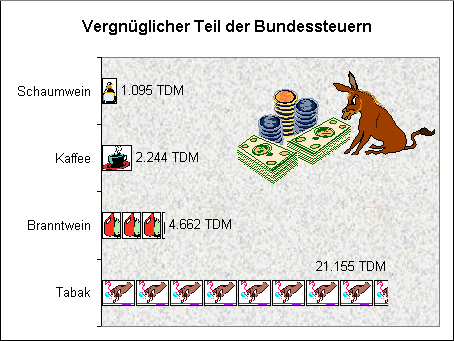 Vergnüglicher Teil der Bundessteuern
Schaumwein 1.095 TDM
Kaffee 2.244 TDM
Branntwein 4.662 TDM
21.155 TDM
Tabak